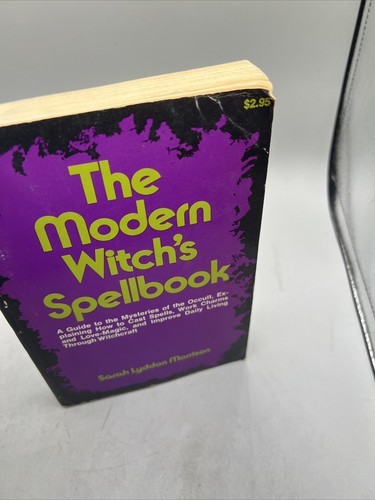 $2.95
The
Modern
Witch's
Spellbook
A Guide to the Mysteries of the Occult, Ex-
plaining How to Cast Spells, Work Charms
and Love-Magic, and Improve Daily Living
Through Witchcraft
Sarah Lyddon Morrison